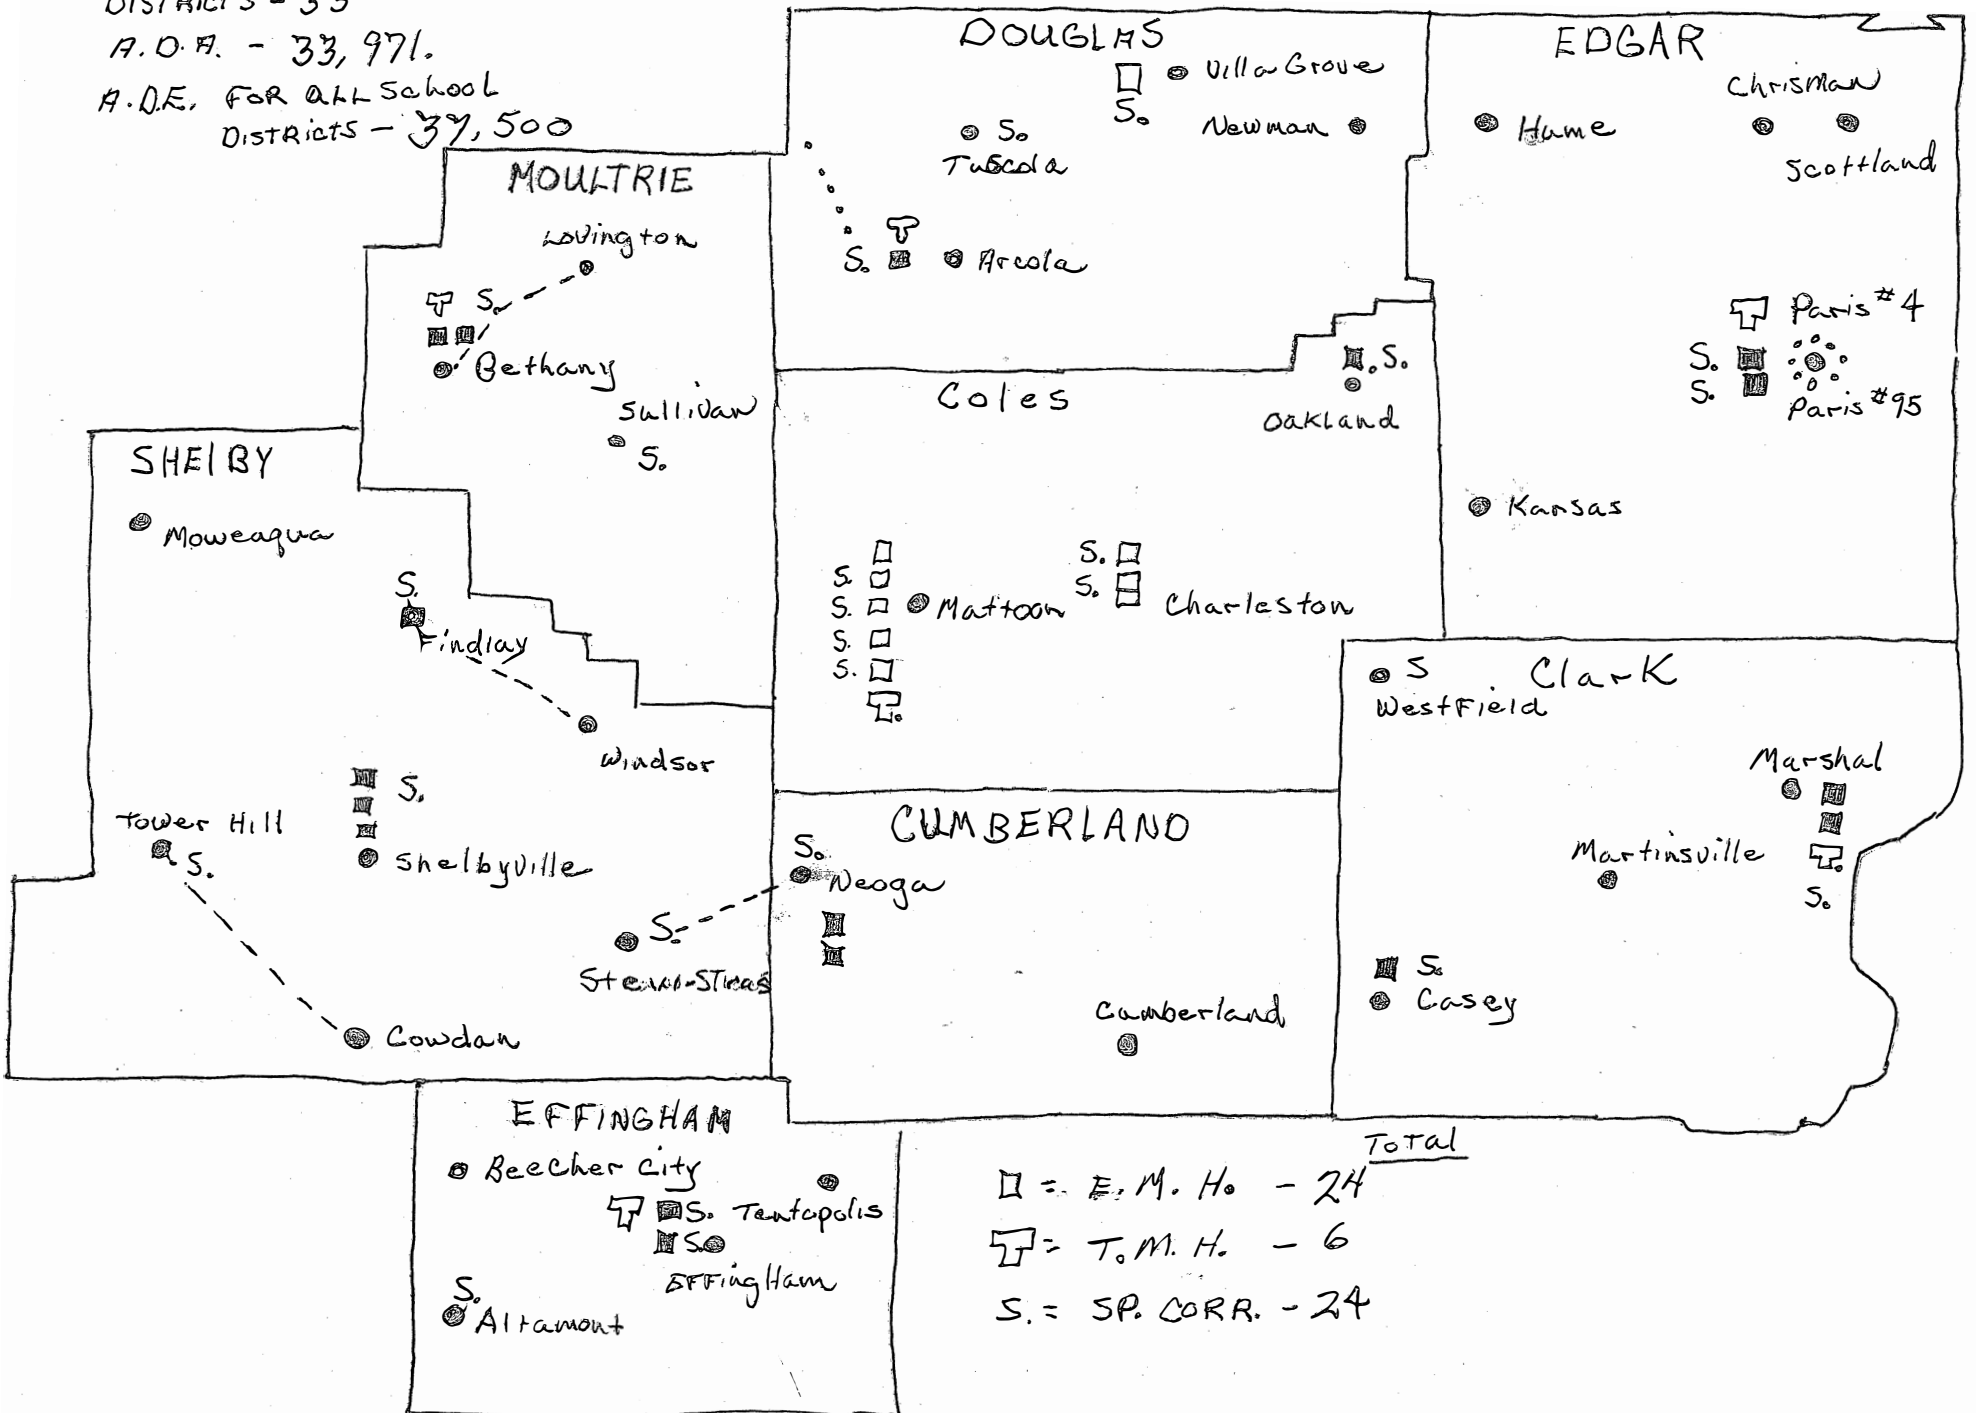 DISTRICTS - 33
A.D.A. - 33,971.
A.D.E. FOR ALL School
DISTRICTS - 37,500
DOUGLAS
Villa Grove
S.
S.
Tuscola
Newman
S.
Arcola
EDGAR
Chrisman
Hume
Scottland
Paris #4
S.
S.
Paris #95
Kansas
MOULTRIE
Lovington
S.
Bethany
Sullivan
S.
Coles
S.
Oakland
S.
S.
S.
S.
Mattoon
S.
S.
Charleston
SHElBY
Moweaqua
S.
Findlay
Windsor
S.
Tower Hill
S.
Shelbyville
S.
Cowdan
CUMBERLAND
S.
Neoga
Cumberland
ClarK
S
WestField
Marshal
Martinsville
S.
S.
Casey
EFFINGHAM
Beecher City
S. Teutopolis
S.
EFFingHam
S.
Altamont
Total
= E.M.H. - 24
= T.M.H. - 6
S. = SP. CORR. - 24